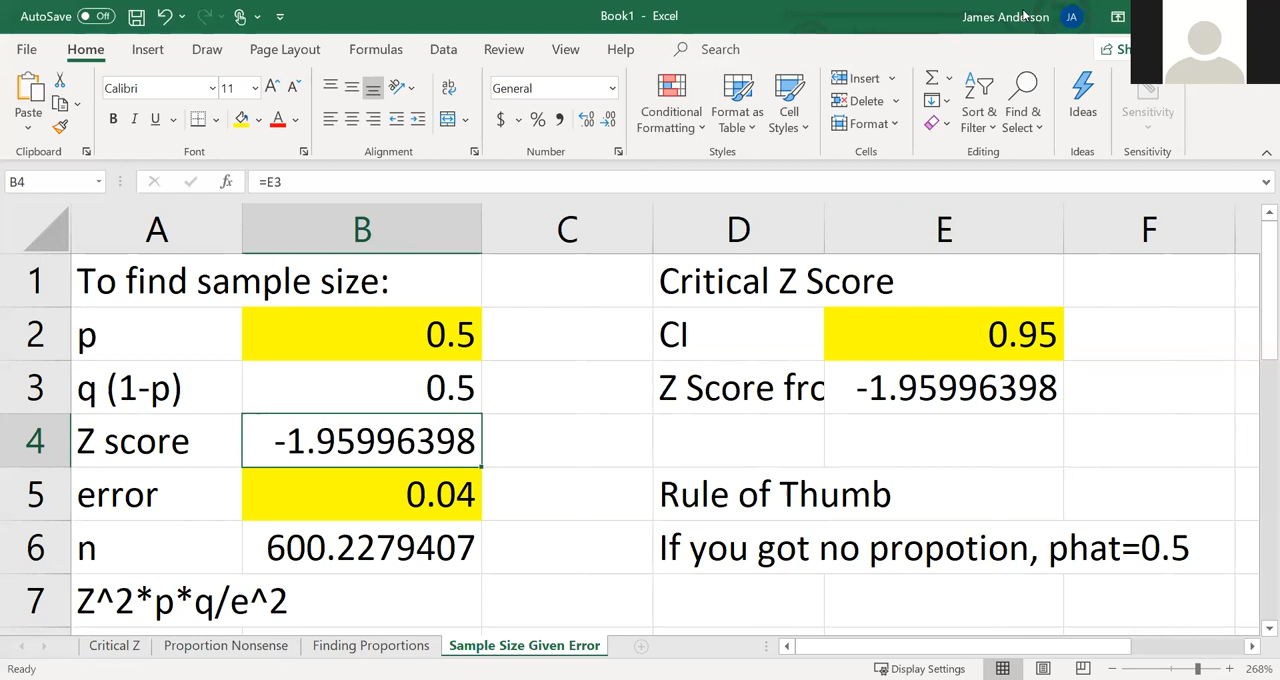 AutoSave Off Book1 - Excel James Anderson JA
File Home Insert Draw Page Layout Formulas Data Review View Help Search Sh
Paste Calibri 11 A A General Conditional Formatting Format as Table Cell Styles Insert Delete Format Sort & Filter Find & Select Ideas Sensitivity
B I U A $ % 9
Clipboard Font Alignment Number Styles Cells Editing Ideas Sensitivity
B4 fx =E3
A B C D E F
1 To find sample size: Critical Z Score
2 p 0.5 CI 0.95
3 q (1-p) 0.5 Z Score fro -1.95996398
4 Z score -1.95996398
5 error 0.04 Rule of Thumb
6 n 600.2279407 If you got no propotion, phat=0.5
7 Z^2*p*q/e^2
Critical Z Proportion Nonsense Finding Proportions Sample Size Given Error
Ready Display Settings 268%